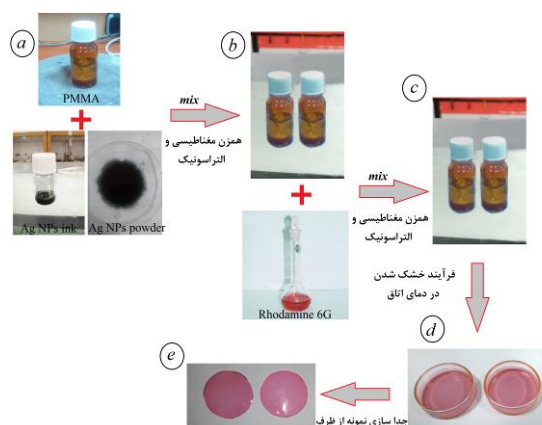 a
PMMA
+
Ag NPs ink
Ag NPs powder
mix
همزن مغناطیسی و
التراسونیک
b
+
Rhodamine 6G
mix
همزن مغناطیسی و
التراسونیک
c
فرآیند خشک شدن
در دمای اتاق
d
جدا سازی نمونه از ظرف
e